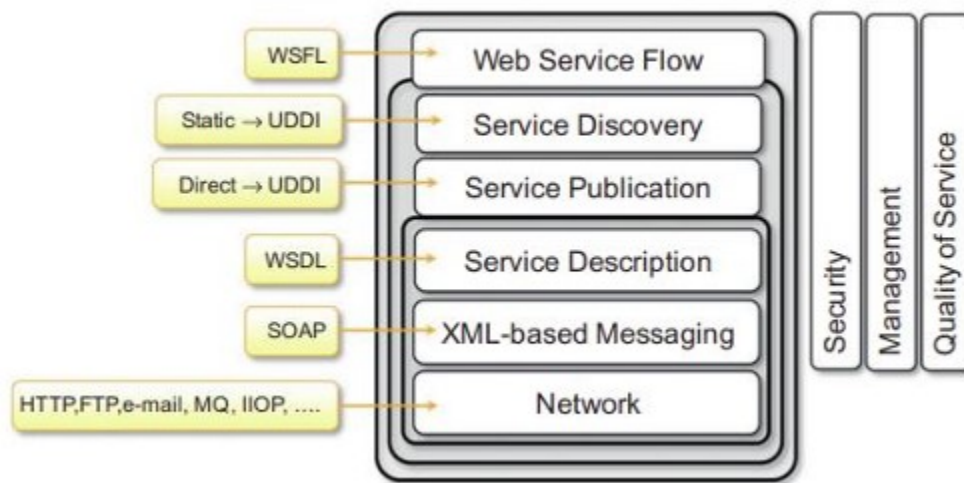 WSFL
Web Service Flow
Static → UDDI
Service Discovery
Direct → UDDI
Service Publication
WSDL
Service Description
SOAP
XML-based Messaging
HTTP,FTP,e-mail, MQ, IIOP, ....
Network
Security
Management
Quality of Service